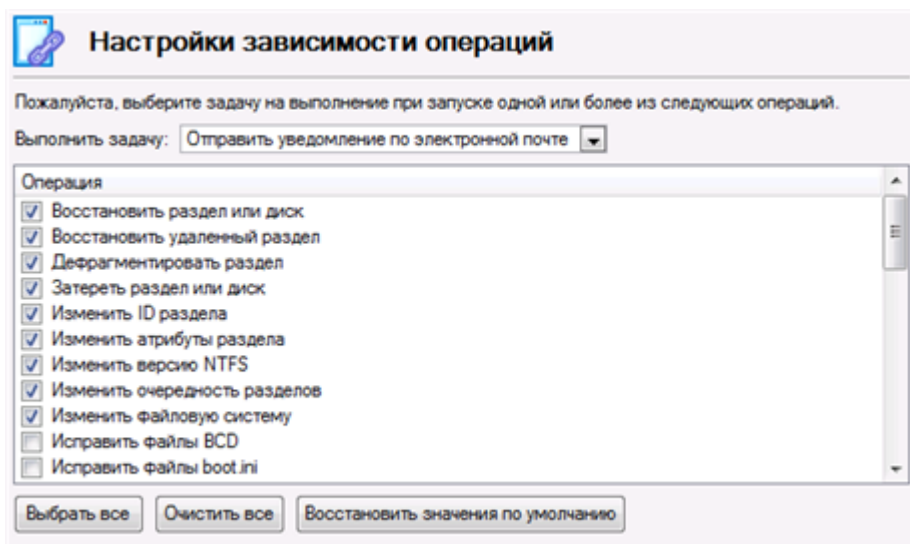 Настройки зависимости операций
Пожалуйста, выберите задачу на выполнение при запуске одной или более из следующих операций.
Выполнить задачу: Отправить уведомление по электронной почте
Операция
Восстановить раздел или диск
Восстановить удаленный раздел
Дефрагментировать раздел
Затереть раздел или диск
Изменить ID раздела
Изменить атрибуты раздела
Изменить версию NTFS
Изменить очередность разделов
Изменить файловую систему
Исправить файлы BCD
Исправить файлы boot.ini
Выбрать все Очистить все Восстановить значения по умолчанию